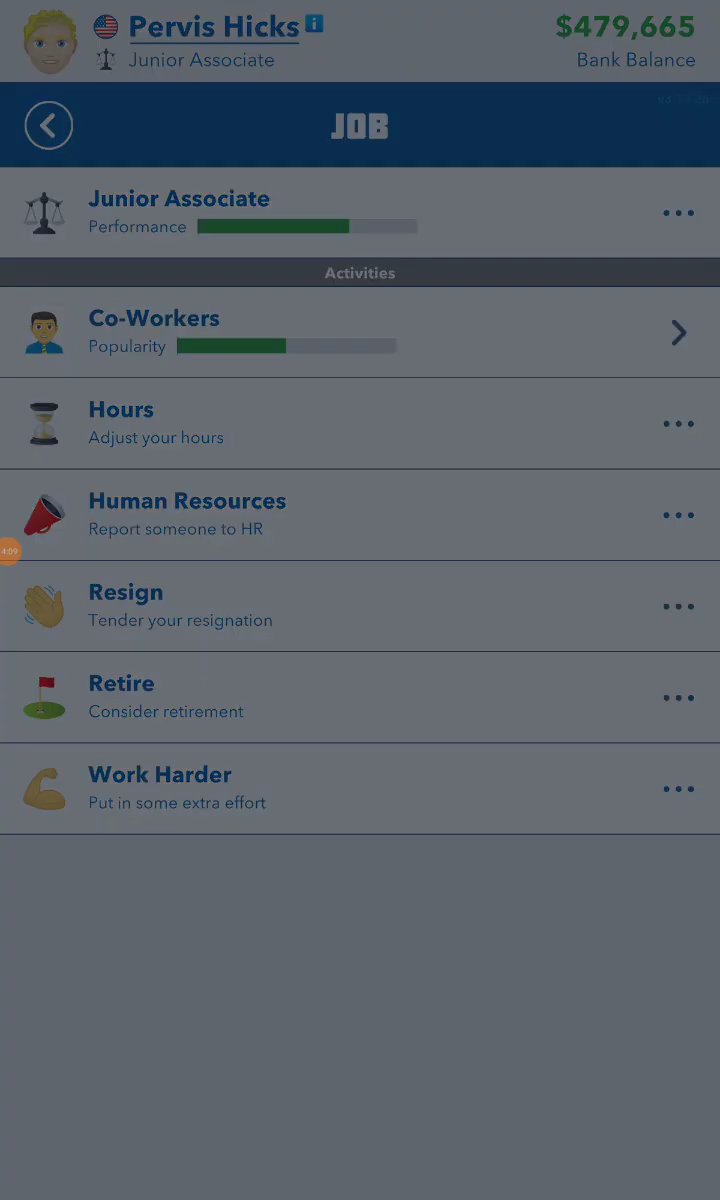 Pervis Hicks
$479,665
Junior Associate
Bank Balance
JOB
Junior Associate
Performance
Activities
Co-Workers
Popularity
Hours
Adjust your hours
Human Resources
Report someone to HR
4:09
Resign
Tender your resignation
Retire
Consider retirement
Work Harder
Put in some extra effort